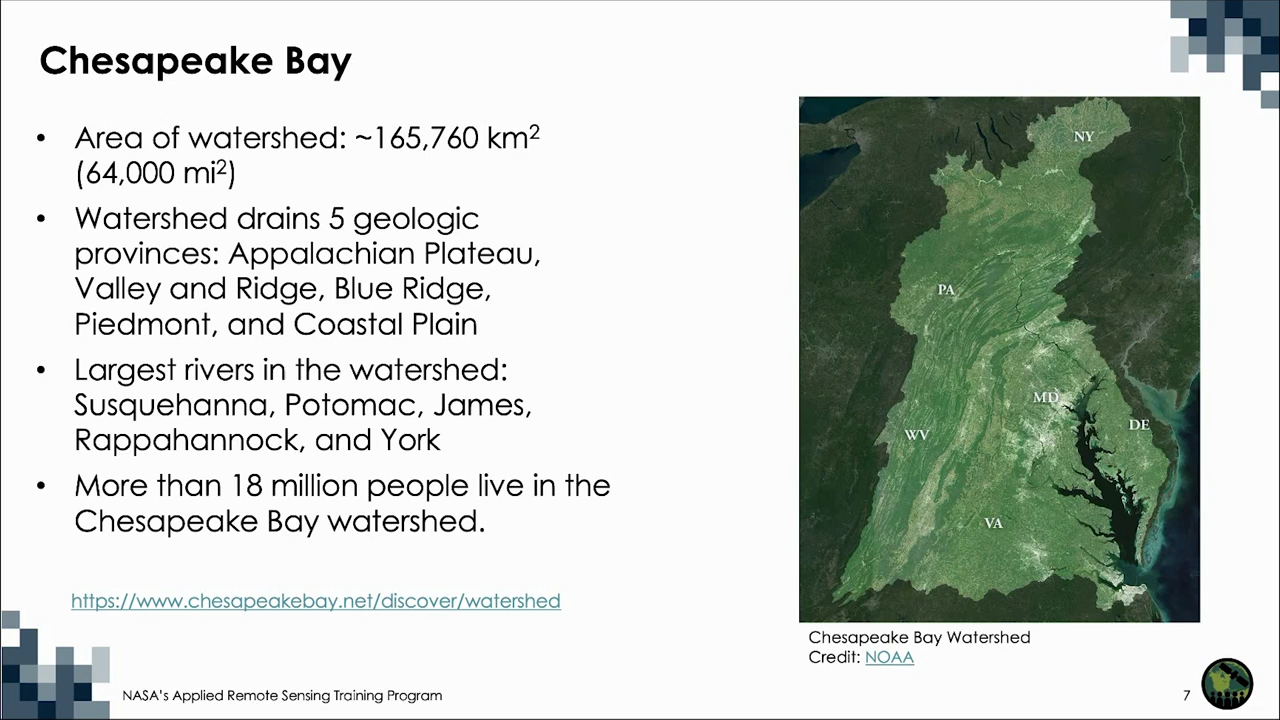 Chesapeake Bay
• Area of watershed: ~165,760 km²
(64,000 mi²)
• Watershed drains 5 geologic
provinces: Appalachian Plateau,
Valley and Ridge, Blue Ridge,
Piedmont, and Coastal Plain
• Largest rivers in the watershed:
Susquehanna, Potomac, James,
Rappahannock, and York
• More than 18 million people live in the
Chesapeake Bay watershed.
https://www.chesapeakebay.net/discover/watershed
NY
PA
MD
DE
WV
VA
Chesapeake Bay Watershed
Credit: NOAA
NASA's Applied Remote Sensing Training Program
7